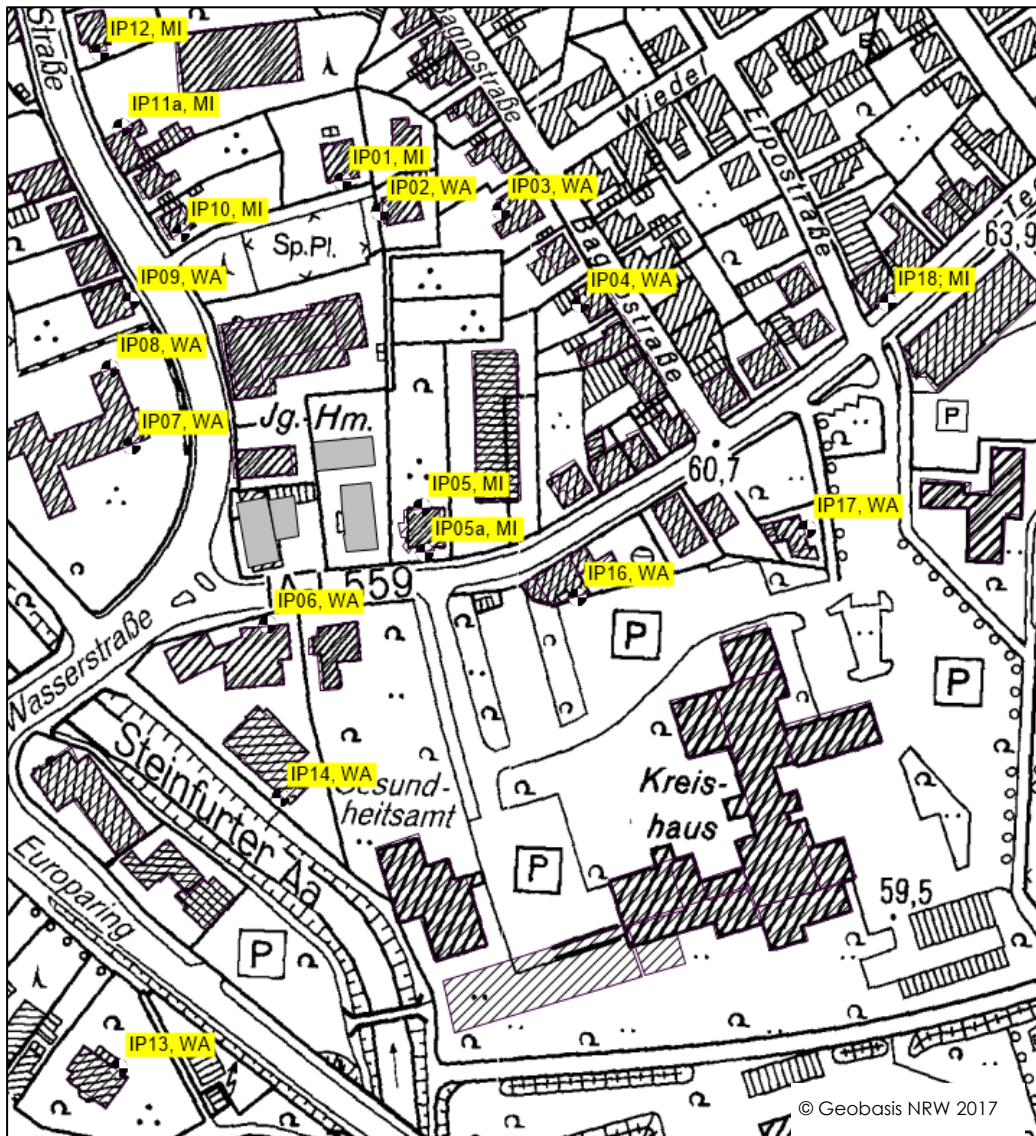 Straße
IP12, MI
Bagnostraße
Wiedel
IP11a, MI
Erpostraße
IP01, MI
IP02, WA
IP03, WA
IP10, MI
Sp.Pl.
63,9
IP09, WA
Bagnostraße
IP04, WA
IP18; MI
IP08, WA
Jg.-Hm.
IP07, WA
P
60,7
IP05, MI
IP17, WA
IP05a, MI
559
IP16, WA
IP06, WA
P
P
Wasserstraße
Steinfurter Aa
IP14, WA
Gesund-
heitsamt
Kreis-
haus
Europaring
P
59,5
P
IP13, WA
© Geobasis NRW 2017